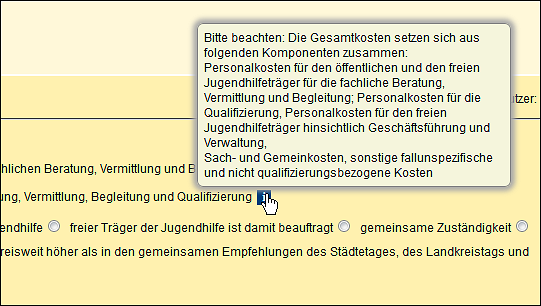 Bitte beachten: Die Gesamtkosten setzen sich aus
folgenden Komponenten zusammen:
Personalkosten für den öffentlichen und den freien
Jugendhilfeträger für die fachliche Beratung,
Vermittlung und Begleitung; Personalkosten für die
Qualifizierung, Personalkosten für den freien
Jugendhilfeträger hinsichtlich Geschäftsführung und
Verwaltung,
Sach- und Gemeinkosten, sonstige fallunspezifische
und nicht qualifizierungsbezogene Kosten
utzer:
chlichen Beratung, Vermittlung und B
ung, Vermittlung, Begleitung und Qualifizierung i
endhilfe freier Träger der Jugendhilfe ist damit beauftragt gemeinsame Zuständigkeit
reisweit höher als in den gemeinsamen Empfehlungen des Städtetages, des Landkreistags und